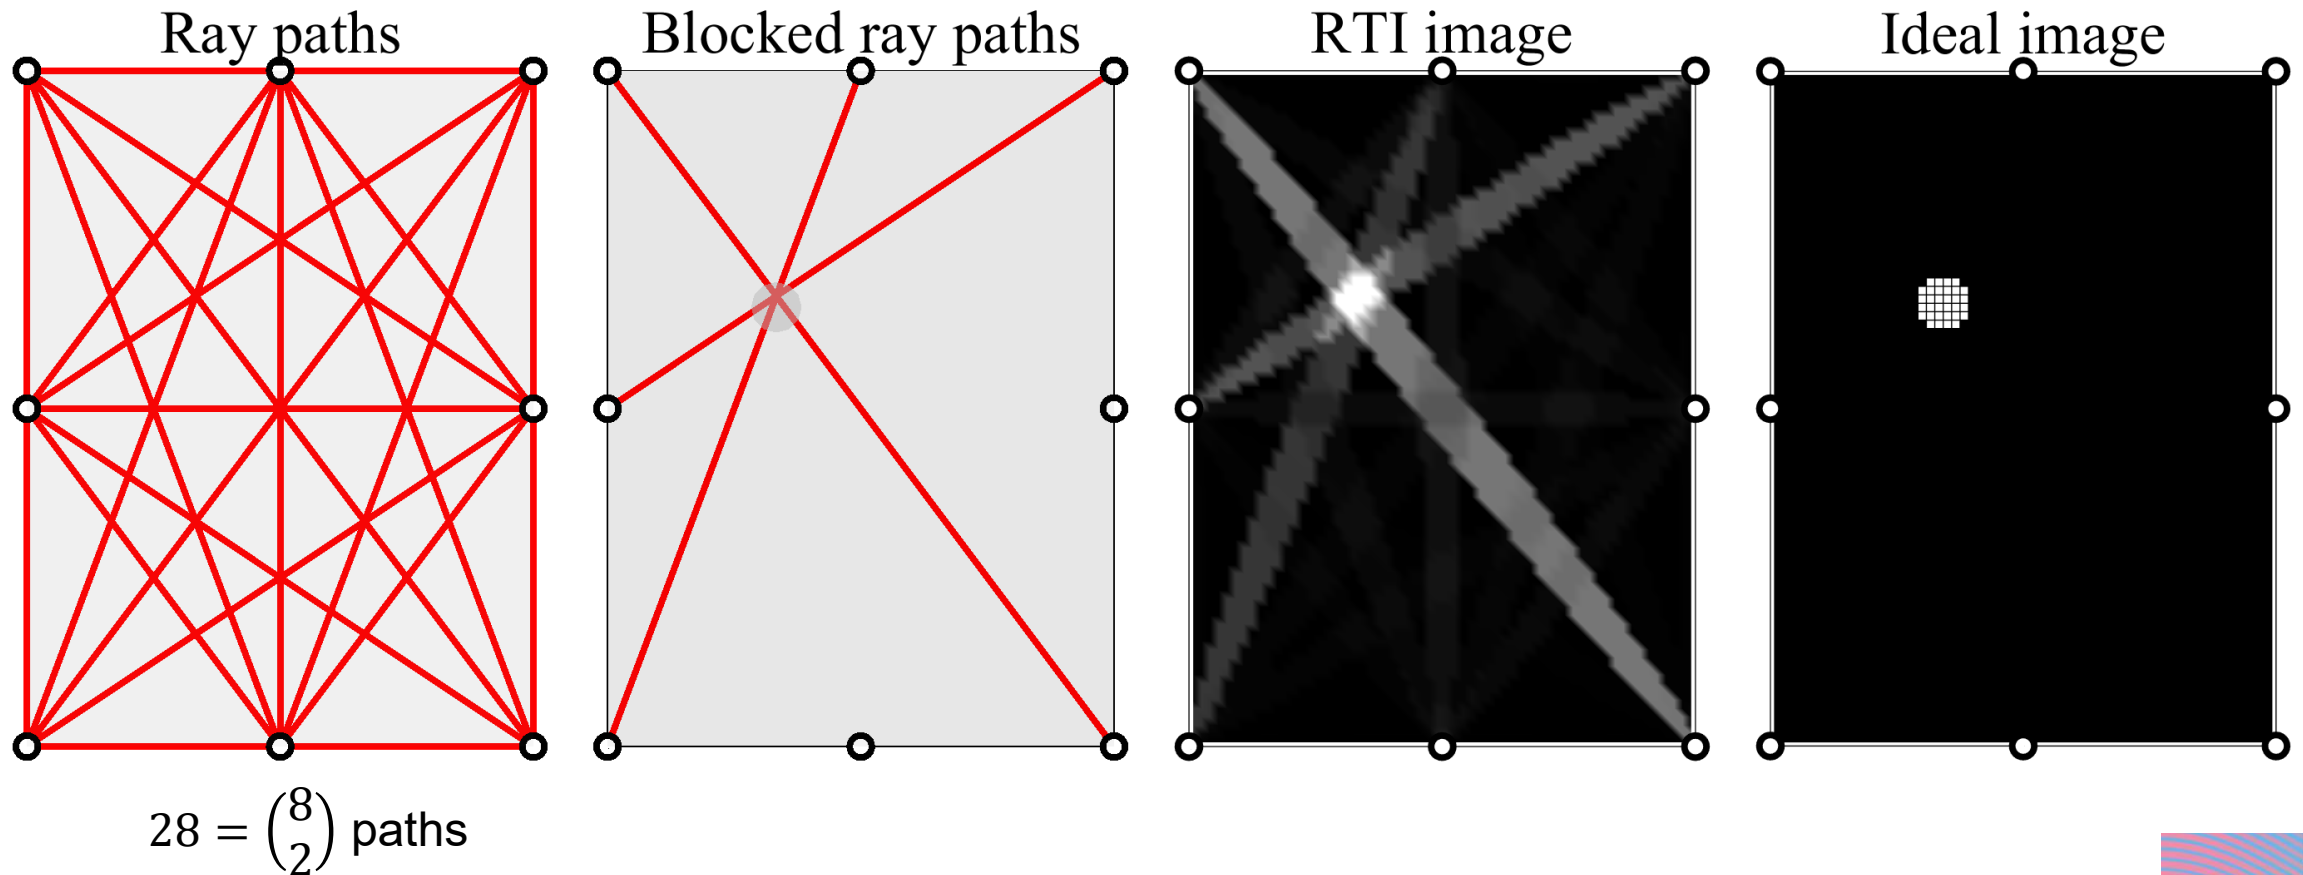 Ray paths
Blocked ray paths
RTI image
Ideal image
28 = (8 2) paths